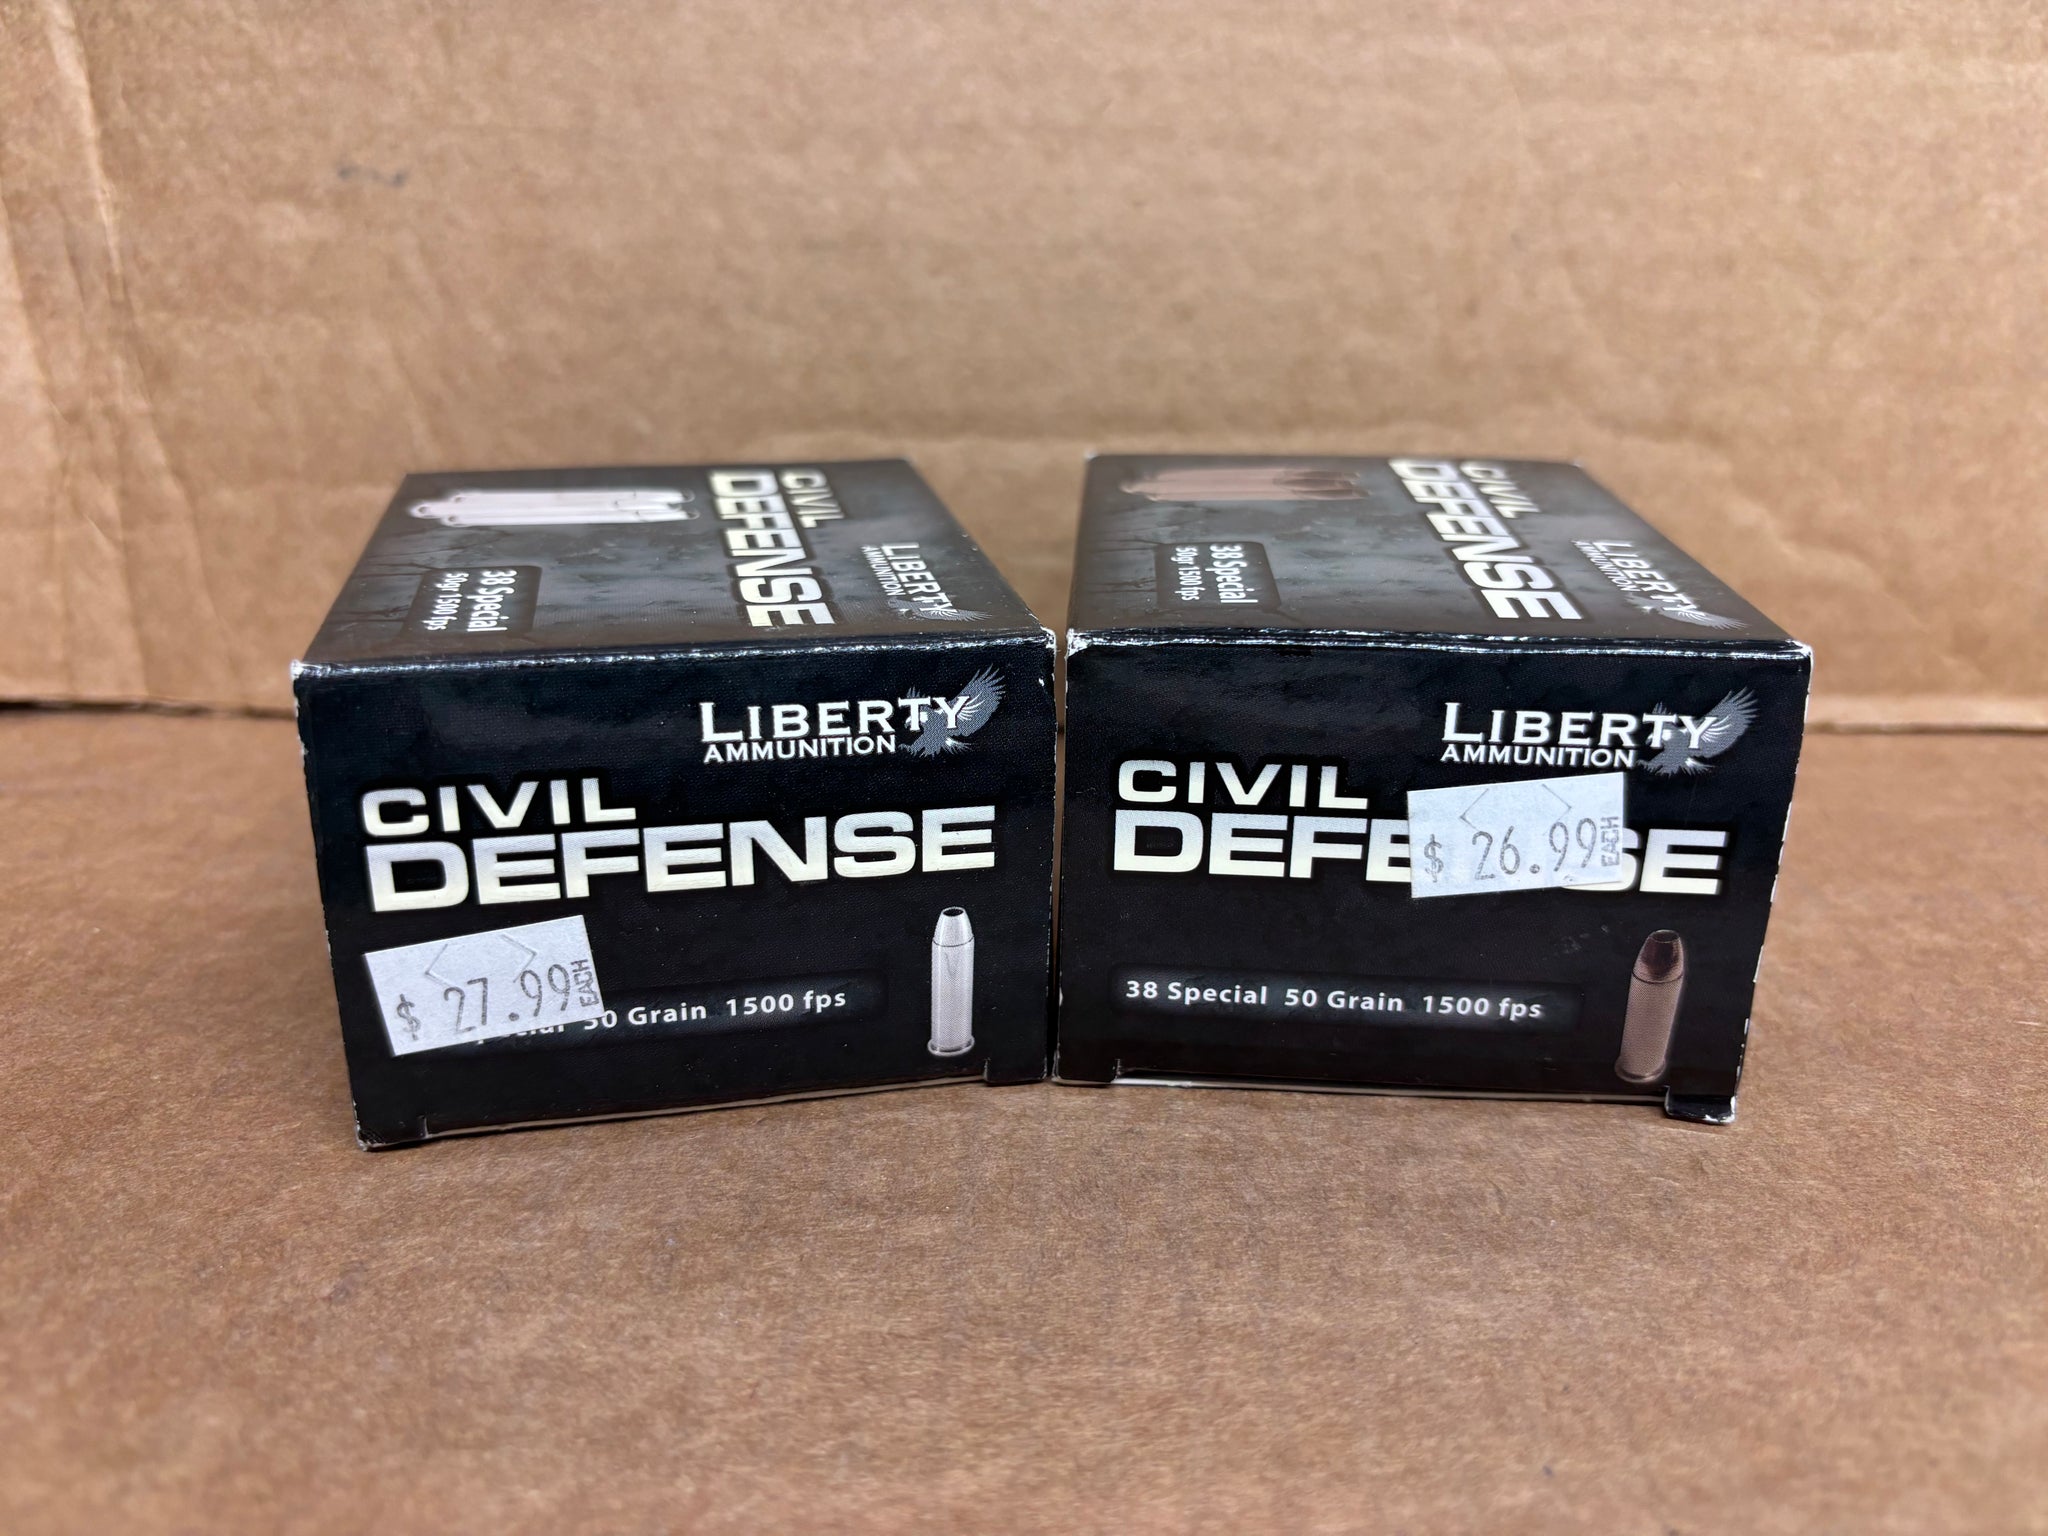 CIVIL
DEFENSE
LIBERTY
AMMUNITION
38 Special
50gr 1500 fps
LIBERTY
AMMUNITION
CIVIL
DEFENSE
$ 27.99 EACH
50 Grain 1500 fps
CIVIL
DEFENSE
LIBERTY
AMMUNITION
38 Special
50gr 1500 fps
LIBERTY
AMMUNITION
CIVIL
DEFE SE
$ 26.99 EACH
38 Special 50 Grain 1500 fps